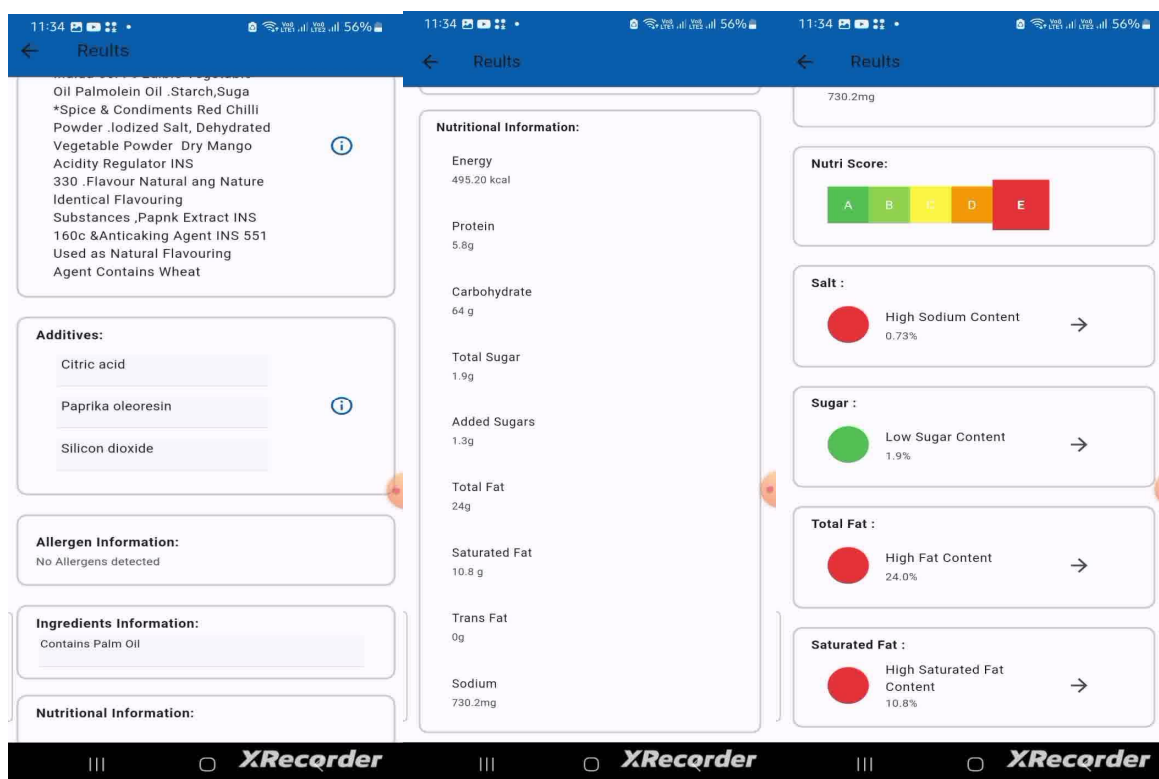 11:34
VoB LTE1 VoB LTE2 56%
Reults
Oil Palmolein Oil .Starch,Suga
*Spice & Condiments Red Chilli
Powder .lodized Salt, Dehydrated
Vegetable Powder Dry Mango
Acidity Regulator INS
330 .Flavour Natural ang Nature
Identical Flavouring
Substances ,Papnk Extract INS
160c &Anticaking Agent INS 551
Used as Natural Flavouring
Agent Contains Wheat
Additives:
Citric acid
Paprika oleoresin
Silicon dioxide
Allergen Information:
No Allergens detected
Ingredients Information:
Contains Palm Oil
Nutritional Information:
XRecorder
11:34
56%
Reults
Nutritional Information:
Energy
495.20 kcal
Protein
5.8g
Carbohydrate
64 g
Total Sugar
1.9g
Added Sugars
1.3g
Total Fat
24g
Saturated Fat
10.8 g
Trans Fat
0g
Sodium
730.2mg
XRecorder
11:34
56%
Reults
730.2mg
Nutri Score:
A B C D E
Salt :
High Sodium Content
0.73%
Sugar :
Low Sugar Content
1.9%
Total Fat :
High Fat Content
24.0%
Saturated Fat :
High Saturated Fat
Content
10.8%
XRecorder